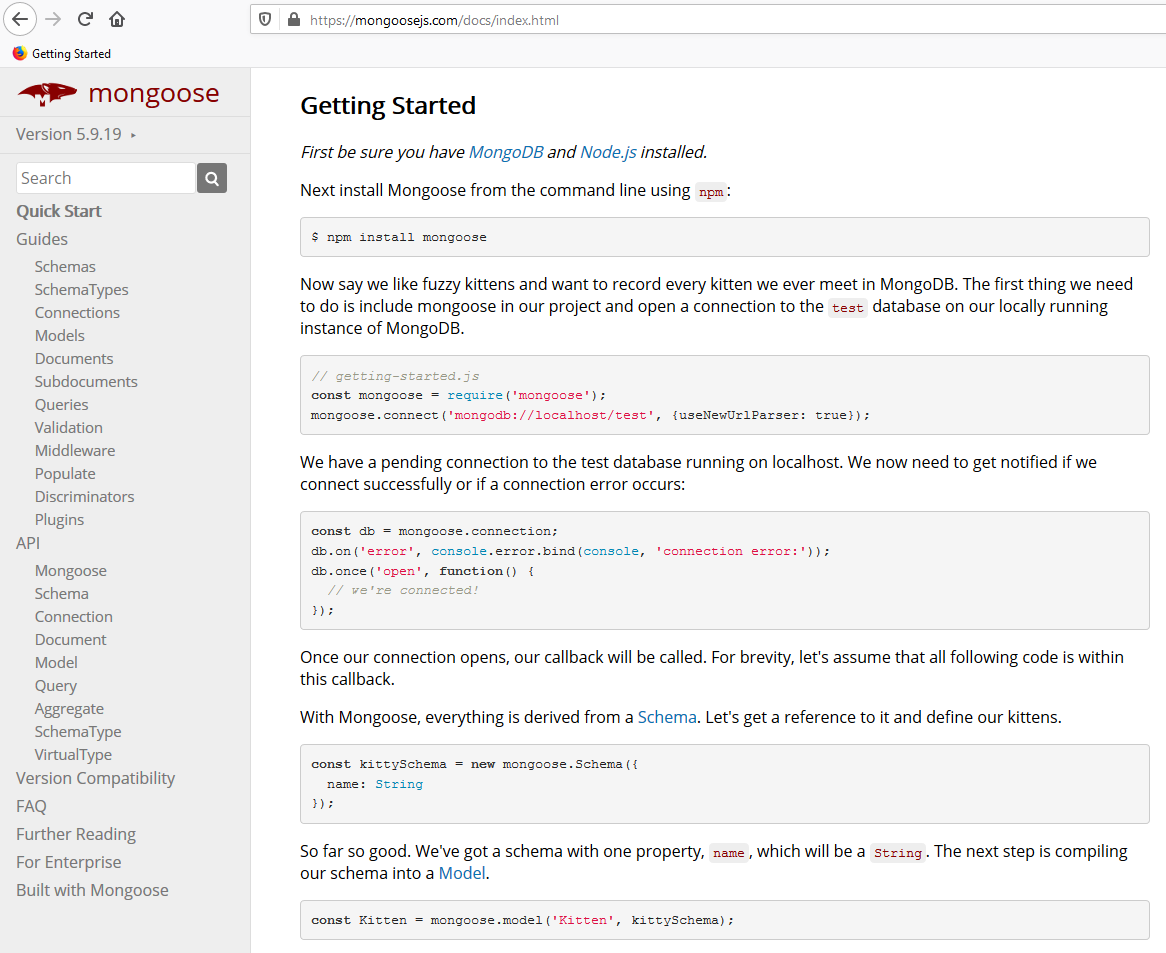 https://mongoosejs.com/docs/index.html
Getting Started
mongoose
Version 5.9.19 ▸
Search
Quick Start
Guides
Schemas
SchemaTypes
Connections
Models
Documents
Subdocuments
Queries
Validation
Middleware
Populate
Discriminators
Plugins
API
Mongoose
Schema
Connection
Document
Model
Query
Aggregate
SchemaType
VirtualType
Version Compatibility
FAQ
Further Reading
For Enterprise
Built with Mongoose
Getting Started
First be sure you have MongoDB and Node.js installed.
Next install Mongoose from the command line using npm:
$ npm install mongoose
Now say we like fuzzy kittens and want to record every kitten we ever meet in MongoDB. The first thing we need
to do is include mongoose in our project and open a connection to the test database on our locally running
instance of MongoDB.
// getting-started.js
const mongoose = require('mongoose');
mongoose.connect('mongodb://localhost/test', {useNewUrlParser: true});
We have a pending connection to the test database running on localhost. We now need to get notified if we
connect successfully or if a connection error occurs:
const db = mongoose.connection;
db.on('error', console.error.bind(console, 'connection error:'));
db.once('open', function() {
  // we're connected!
});
Once our connection opens, our callback will be called. For brevity, let's assume that all following code is within
this callback.
With Mongoose, everything is derived from a Schema. Let's get a reference to it and define our kittens.
const kittySchema = new mongoose.Schema({
  name: String
});
So far so good. We've got a schema with one property, name, which will be a String. The next step is compiling
our schema into a Model.
const Kitten = mongoose.model('Kitten', kittySchema);